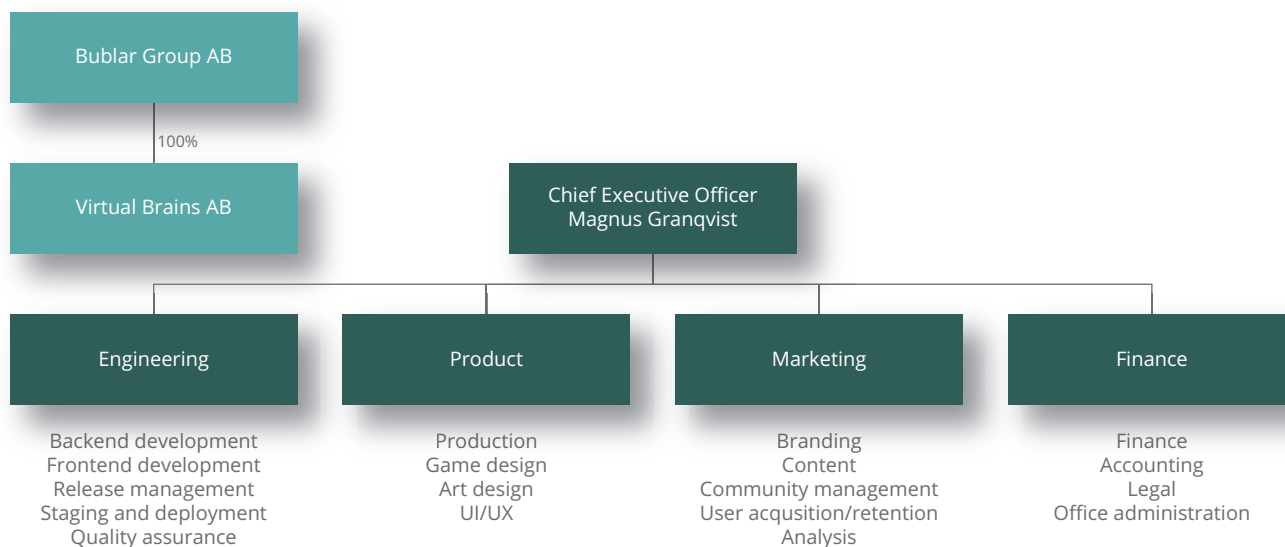 Bublar Group AB
100%
Virtual Brains AB
Chief Executive Officer
Magnus Granqvist
Engineering
Backend development
Frontend development
Release management
Staging and deployment
Quality assurance
Product
Production
Game design
Art design
UI/UX
Marketing
Branding
Content
Community management
User acqusition/retention
Analysis
Finance
Finance
Accounting
Legal
Office administration